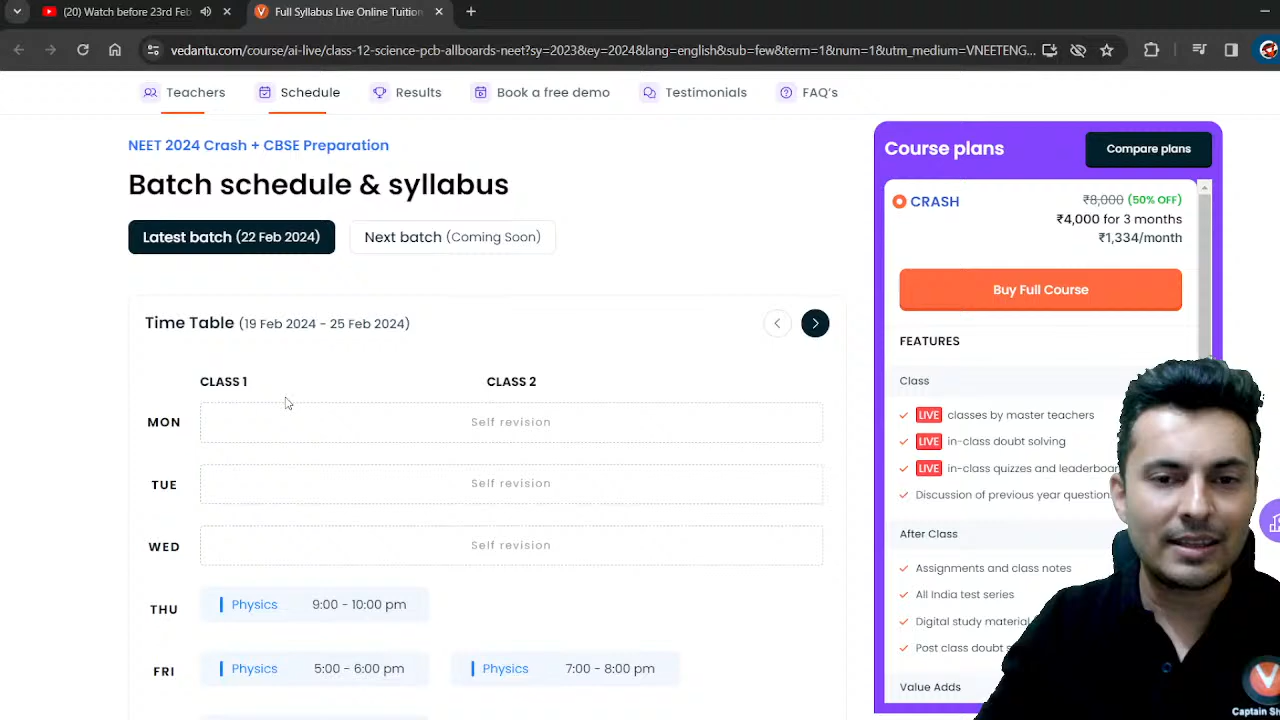 (20) Watch before 23rd Feb
Full Syllabus Live Online Tuition
vedantu.com/course/ai-live/class-12-science-pcb-allboards-neet?sy=2023&ey=2024&lang=english&sub=few&term=1&num=1&utm_medium=VNEETENG...
Teachers
Schedule
Results
Book a free demo
Testimonials
FAQ's
NEET 2024 Crash + CBSE Preparation
Batch schedule & syllabus
Latest batch (22 Feb 2024)
Next batch (Coming Soon)
Time Table (19 Feb 2024 - 25 Feb 2024)
CLASS 1
CLASS 2
MON
Self revision
TUE
Self revision
WED
Self revision
THU
Physics 9:00 - 10:00 pm
FRI
Physics 5:00 - 6:00 pm
Physics 7:00 - 8:00 pm
Course plans
Compare plans
CRASH
₹8,000 (50% OFF)
₹4,000 for 3 months
₹1,334/month
Buy Full Course
FEATURES
Class
LIVE classes by master teachers
LIVE in-class doubt solving
LIVE in-class quizzes and
Discussion of previous year
After Class
Assignments and class notes
All India test series
Digital study material
Post class doubt
Value Adds
Captain